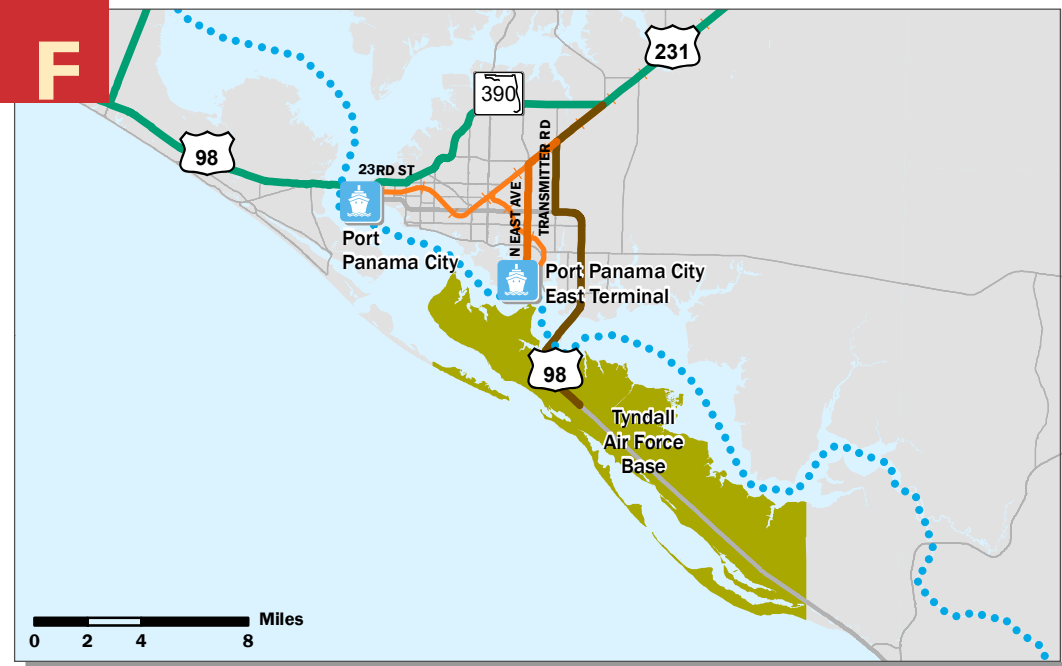 F
231
390
98
23RD ST
N EAST AVE
TRANSMITTER RD
Port
Panama City
Port Panama City
East Terminal
98
Tyndall
Air Force
Base
Miles
0 2 4 8